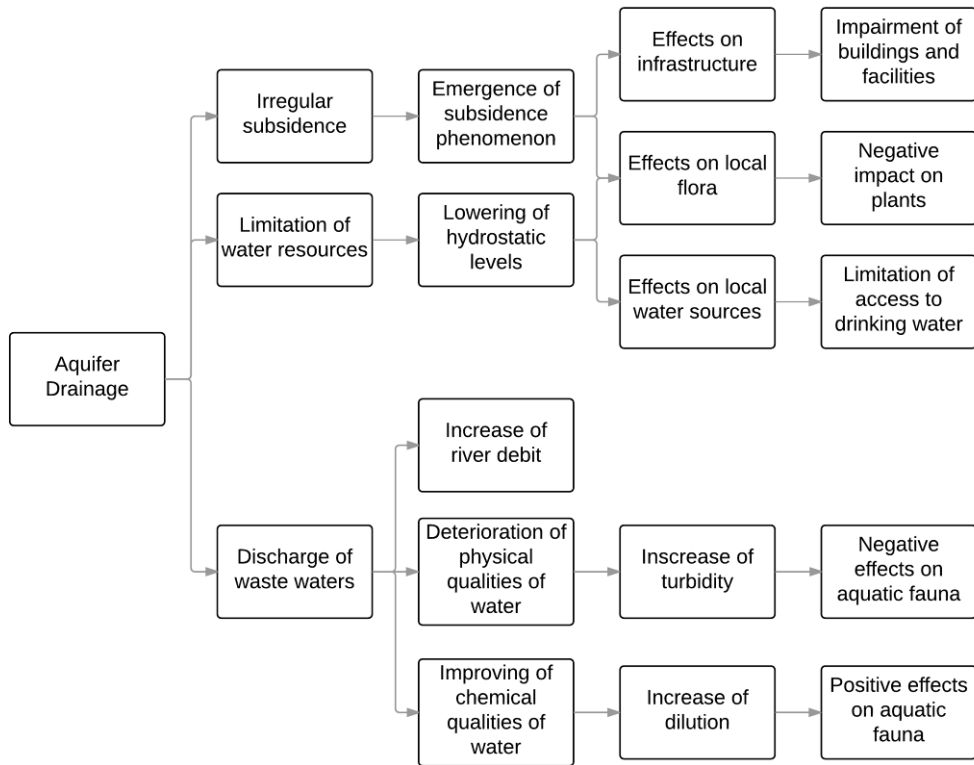 Effects on
infrastructure
Impairment of
buildings and
facilities
Irregular
subsidence
Emergence of
subsidence
phenomenon
Effects on local
flora
Negative
impact on
plants
Limitation of
water resources
Lowering of
hydrostatic
levels
Effects on local
water sources
Limitation of
access to
drinking water
Aquifer
Drainage
Increase of
river debit
Discharge of
waste waters
Deterioration of
physical
qualities of
water
Inscrease of
turbidity
Negative
effects on
aquatic fauna
Improving of
chemical
qualities of
water
Increase of
dilution
Positive effects
on aquatic
fauna